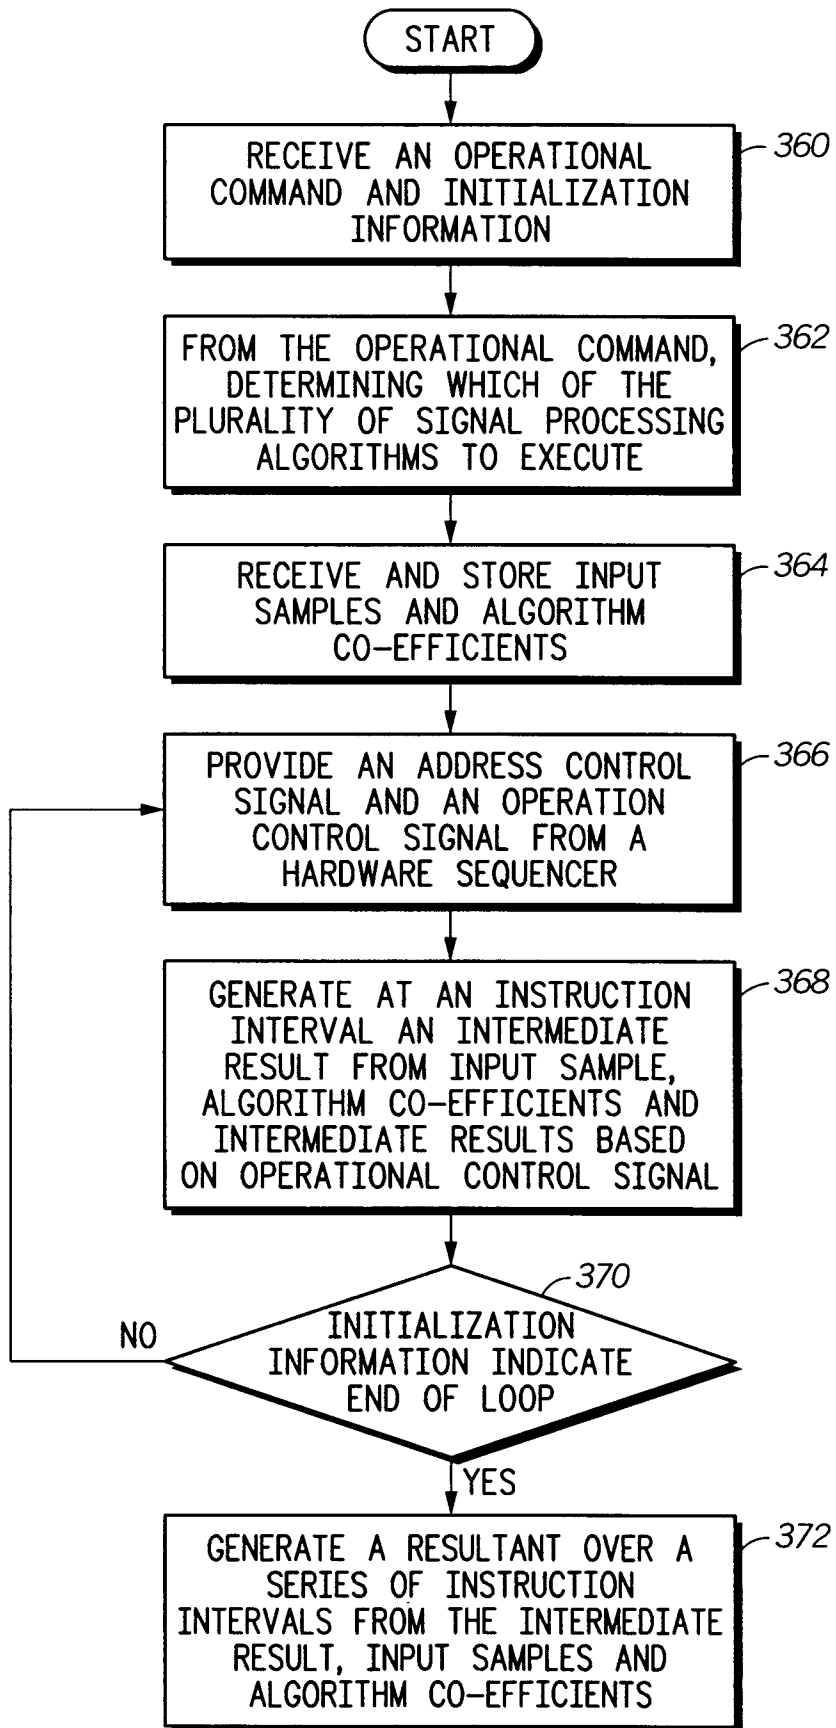 START
360
RECEIVE AN OPERATIONAL
COMMAND AND INITIALIZATION
INFORMATION
362
FROM THE OPERATIONAL COMMAND,
DETERMINING WHICH OF THE
PLURALITY OF SIGNAL PROCESSING
ALGORITHMS TO EXECUTE
364
RECEIVE AND STORE INPUT
SAMPLES AND ALGORITHM
CO-EFFICIENTS
366
PROVIDE AN ADDRESS CONTROL
SIGNAL AND AN OPERATION
CONTROL SIGNAL FROM A
HARDWARE SEQUENCER
368
GENERATE AT AN INSTRUCTION
INTERVAL AN INTERMEDIATE
RESULT FROM INPUT SAMPLE,
ALGORITHM CO-EFFICIENTS AND
INTERMEDIATE RESULTS BASED
ON OPERATIONAL CONTROL SIGNAL
370
NO
INITIALIZATION
INFORMATION INDICATE
END OF LOOP
YES
372
GENERATE A RESULTANT OVER A
SERIES OF INSTRUCTION
INTERVALS FROM THE INTERMEDIATE
RESULT, INPUT SAMPLES AND
ALGORITHM CO-EFFICIENTS